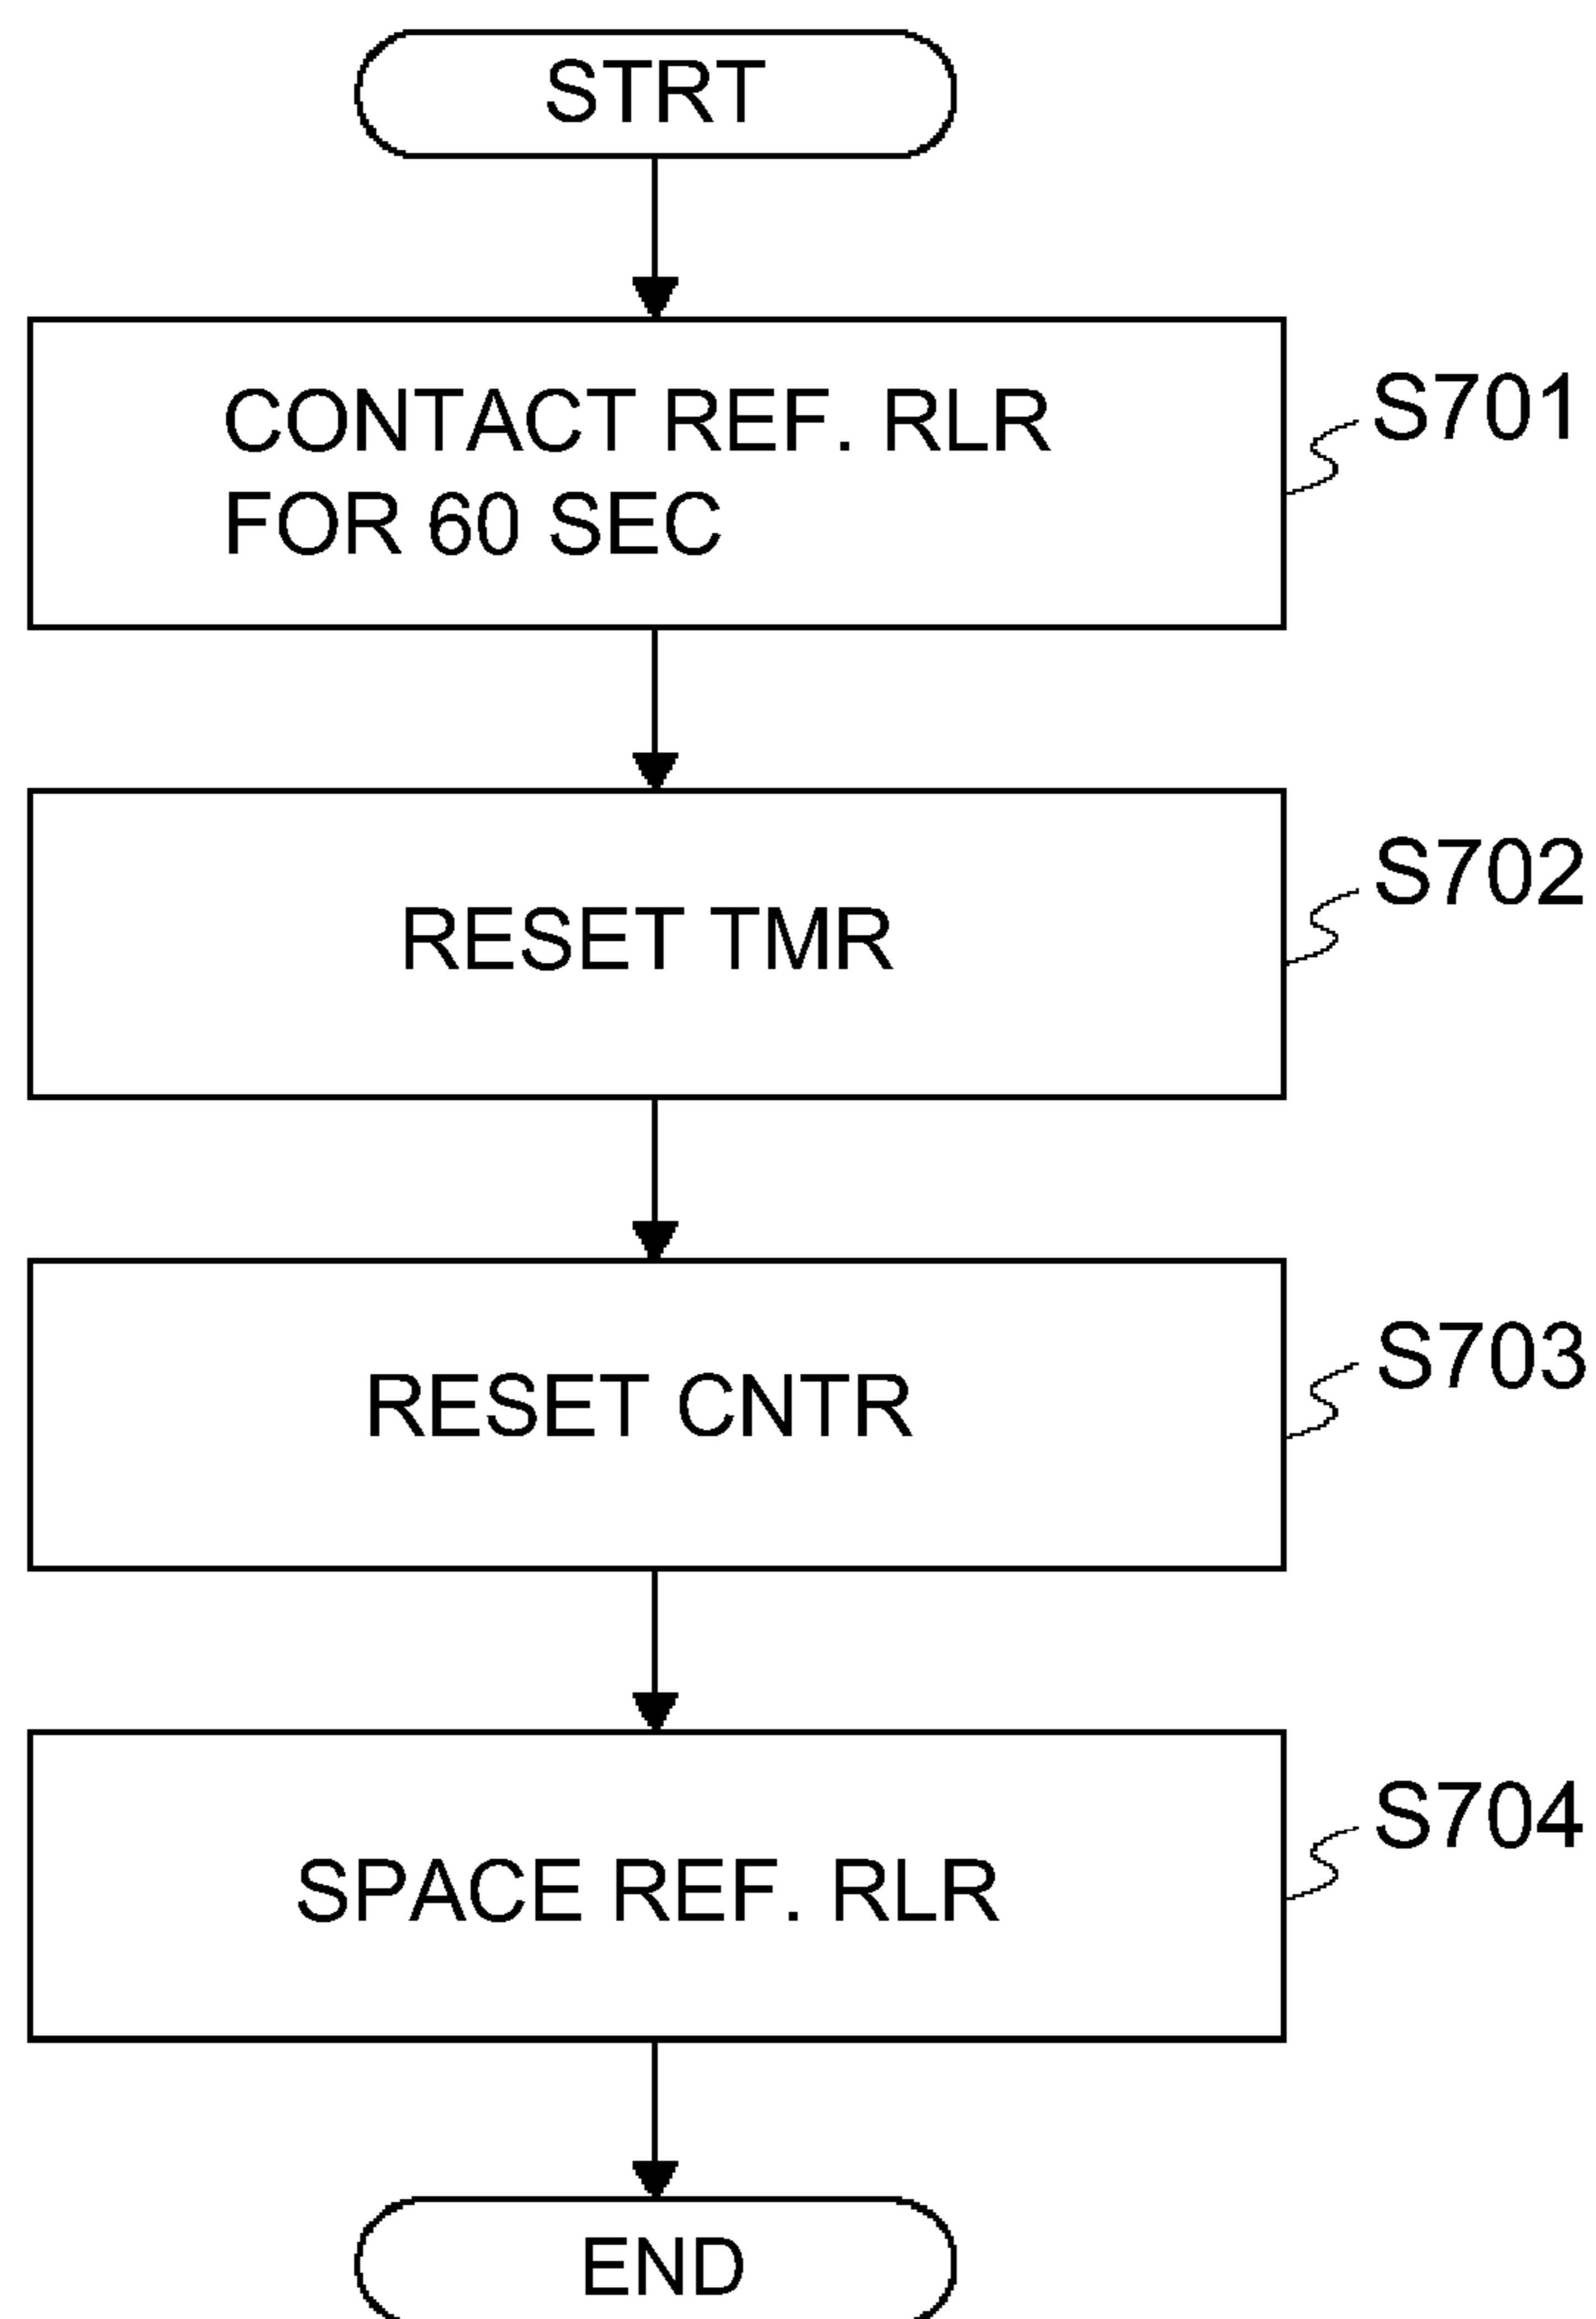 STRT
CONTACT REF. RLR
FOR 60 SEC
S701
RESET TMR
S702
RESET CNTR
S703
SPACE REF. RLR
S704
END